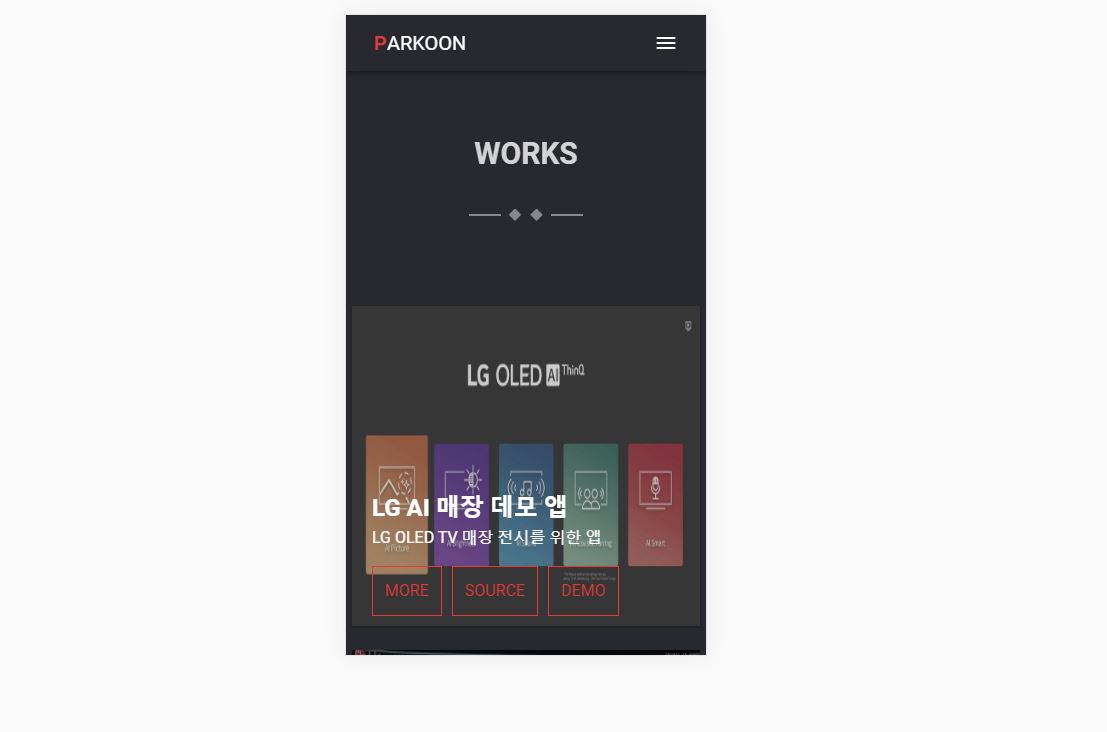 PARKOON
WORKS
LG OLED AI ThinQ
LG AI 매장 데모 앱
LG OLED TV 매장 전시를 위한 앱
AI Picture
AI Smart
MORE
SOURCE
DEMO